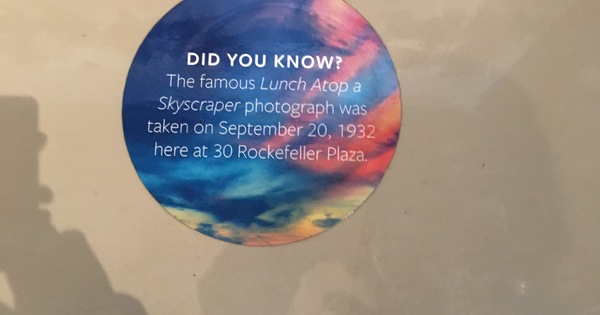 DID YOU KNOW?
The famous Lunch Atop a
Skyscraper photograph was
taken on September 20, 1932
here at 30 Rockefeller Plaza.